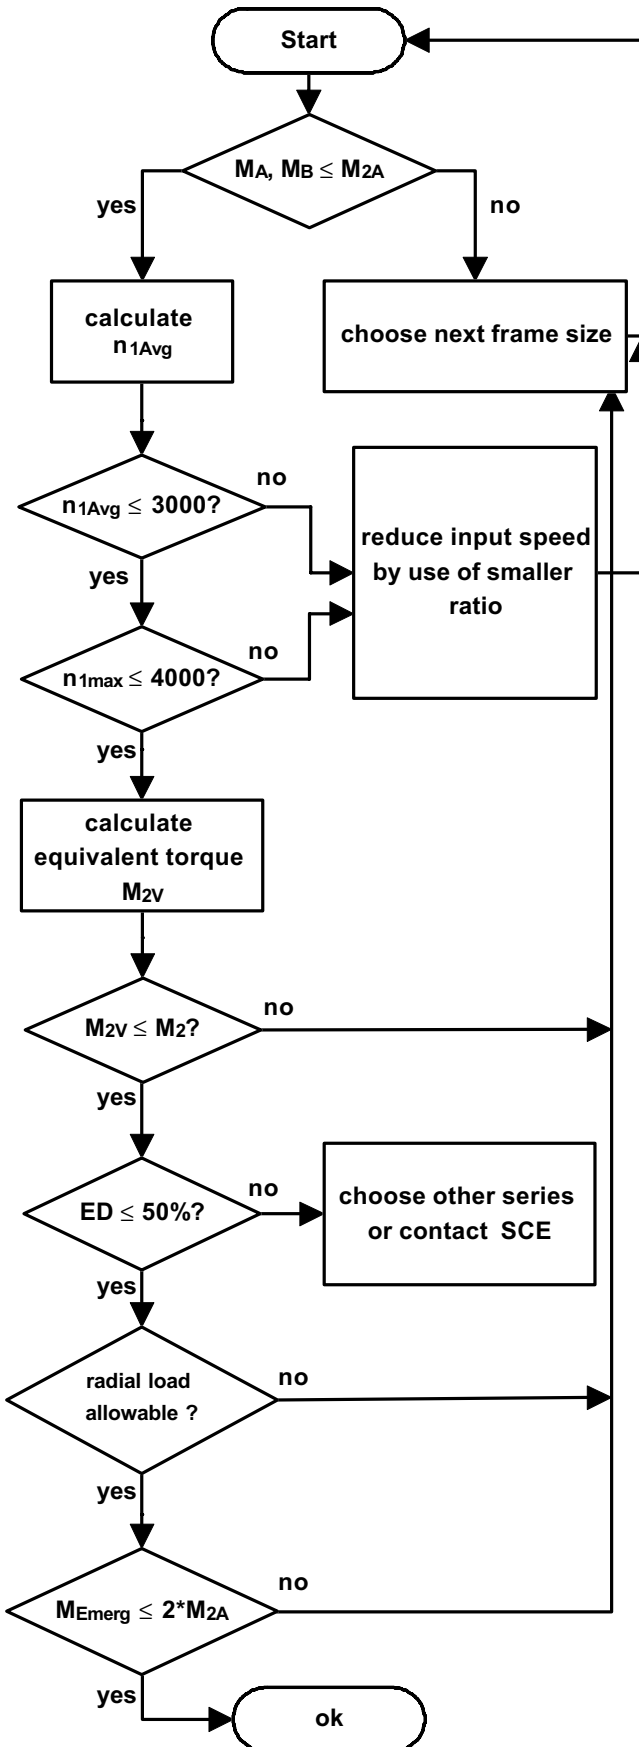 Start
MA, MB ≤ M2A
yes
no
calculate
n1Avg
choose next frame size
no
n1Avg ≤ 3000?
reduce input speed
by use of smaller
ratio
yes
no
n1max ≤ 4000?
yes
calculate
equivalent torque
M2V
no
M2V ≤ M2?
yes
no
ED ≤ 50%?
choose other series
or contact SCE
yes
no
radial load
allowable ?
yes
no
MEmerg ≤ 2*M2A
yes
ok